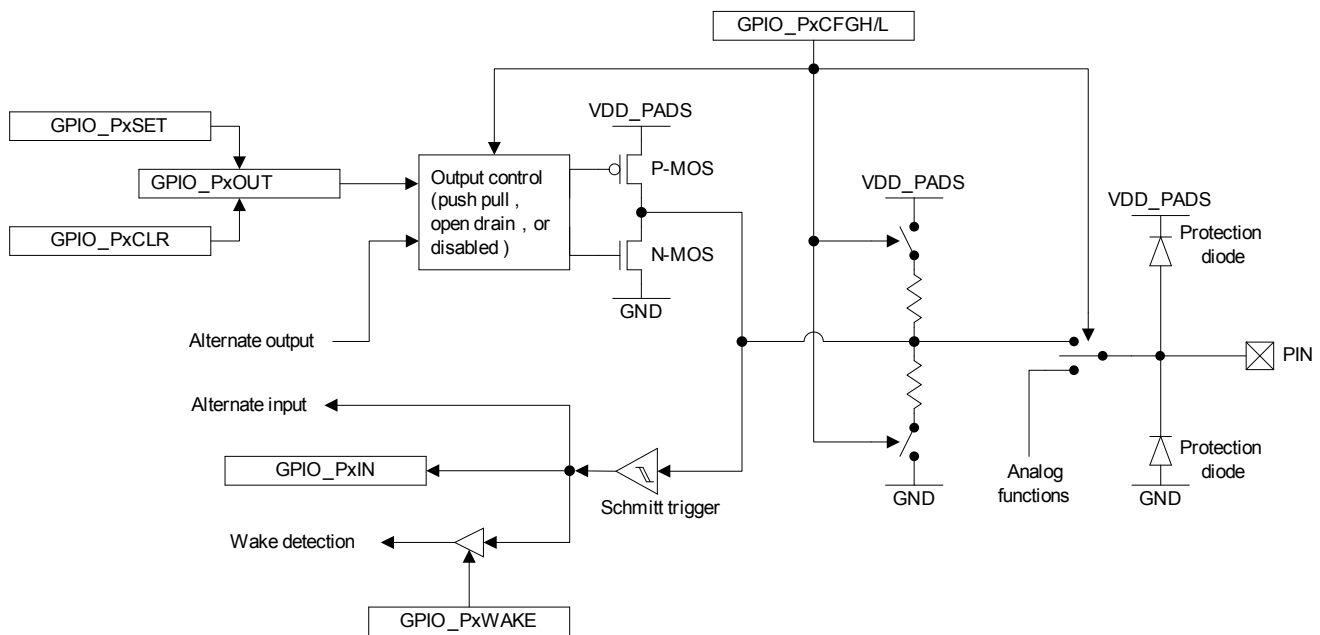 GPIO_PxCFGH/L
GPIO_PxSET
GPIO_PxOUT
GPIO_PxCLR
Alternate output
Output control
(push pull ,
open drain , or
disabled )
VDD_PADS
P-MOS
N-MOS
GND
VDD_PADS
GND
VDD_PADS
Protection
diode
PIN
Protection
diode
GND
Analog
functions
Alternate input
GPIO_PxIN
Schmitt trigger
Wake detection
GPIO_PxWAKE